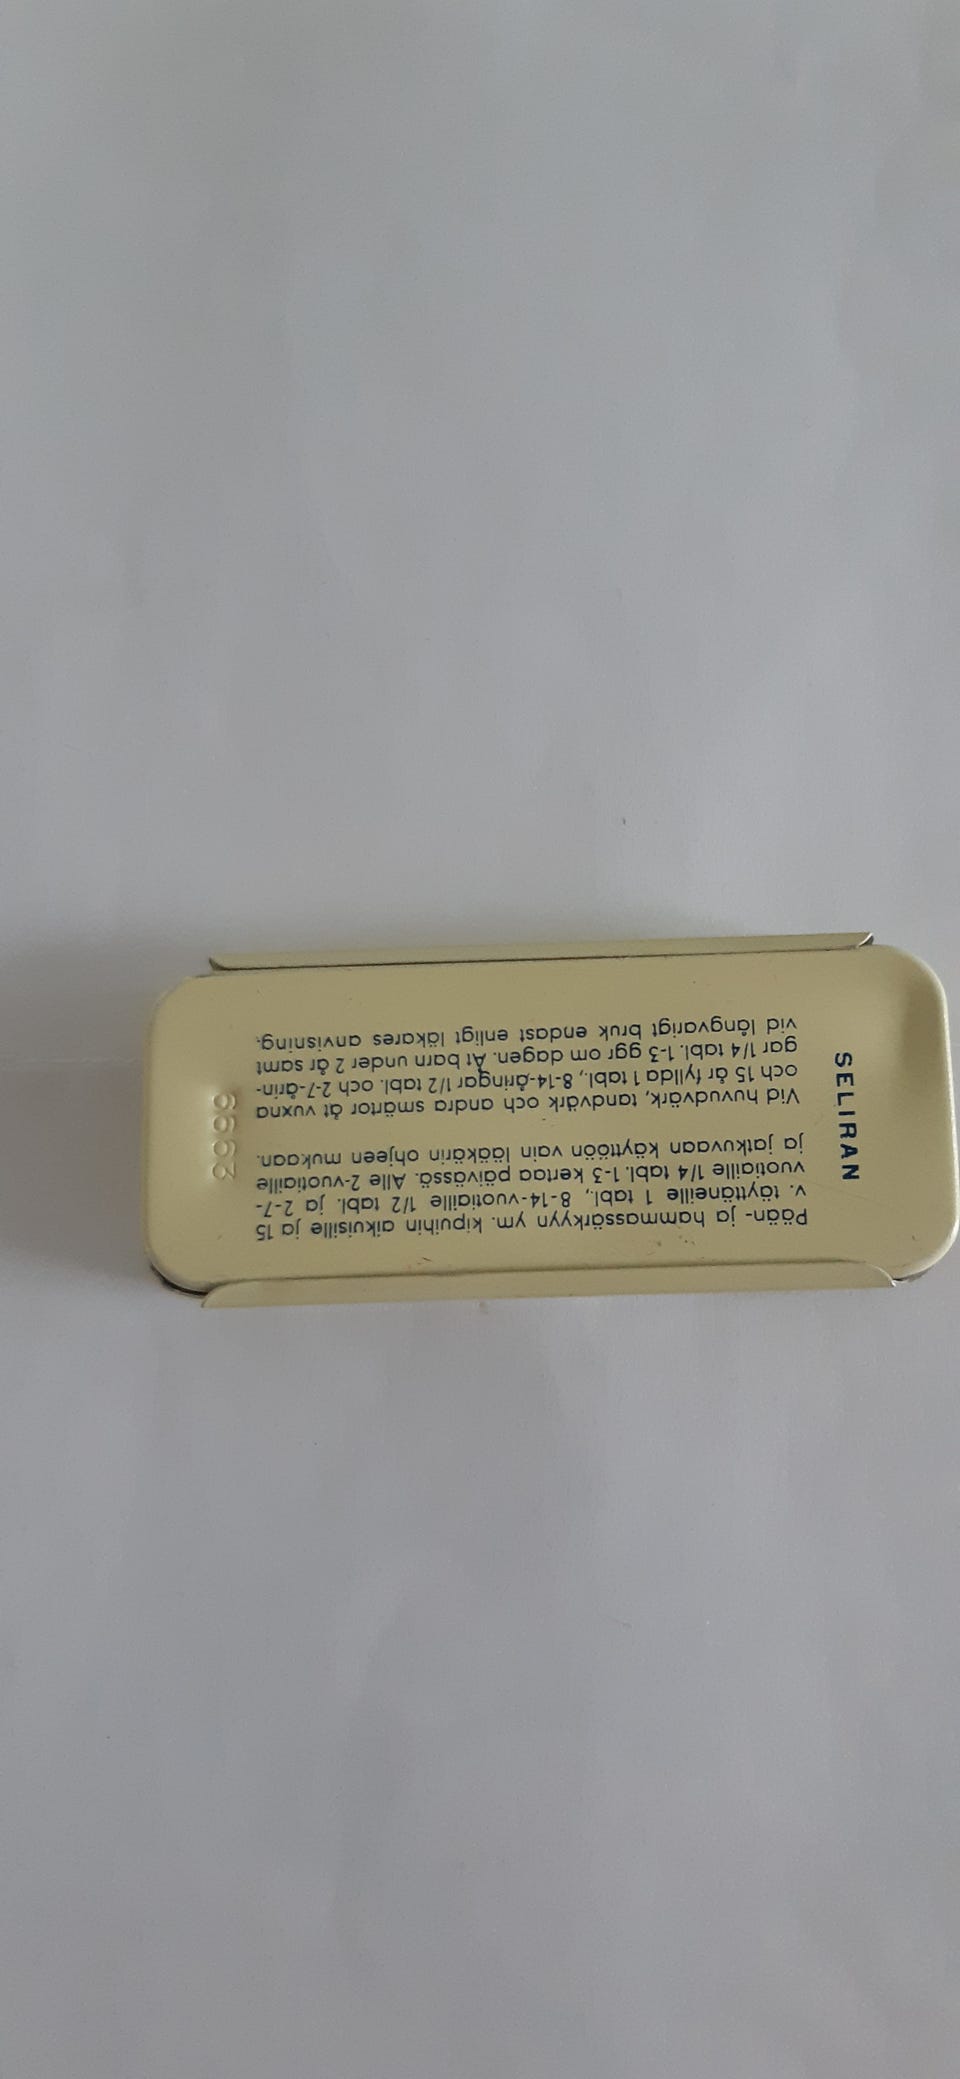 SELIRAN
Pään- ja hammassärkyyn ym. kipuihin aikuisille ja 15
v. täyttäneille 1 tabl., 8-14-vuotiaille 1/2 tabl. ja 2-7-
vuotiaille 1/4 tabl. 1-3 kertaa päivässä. Alle 2-vuotiaille
ja jatkuvaan käyttöön vain lääkärin ohjeen mukaan.
Vid huvudvärk, tandvärk och andra smärtor åt vuxna
och 15 år fyllda 1 tabl., 8-14-åringar 1/2 tabl. och 2-7-årin-
gar 1/4 tabl. 1-3 ggr om dagen. Åt barn under 2 år samt
vid långvarigt bruk endast enligt läkares anvisning.